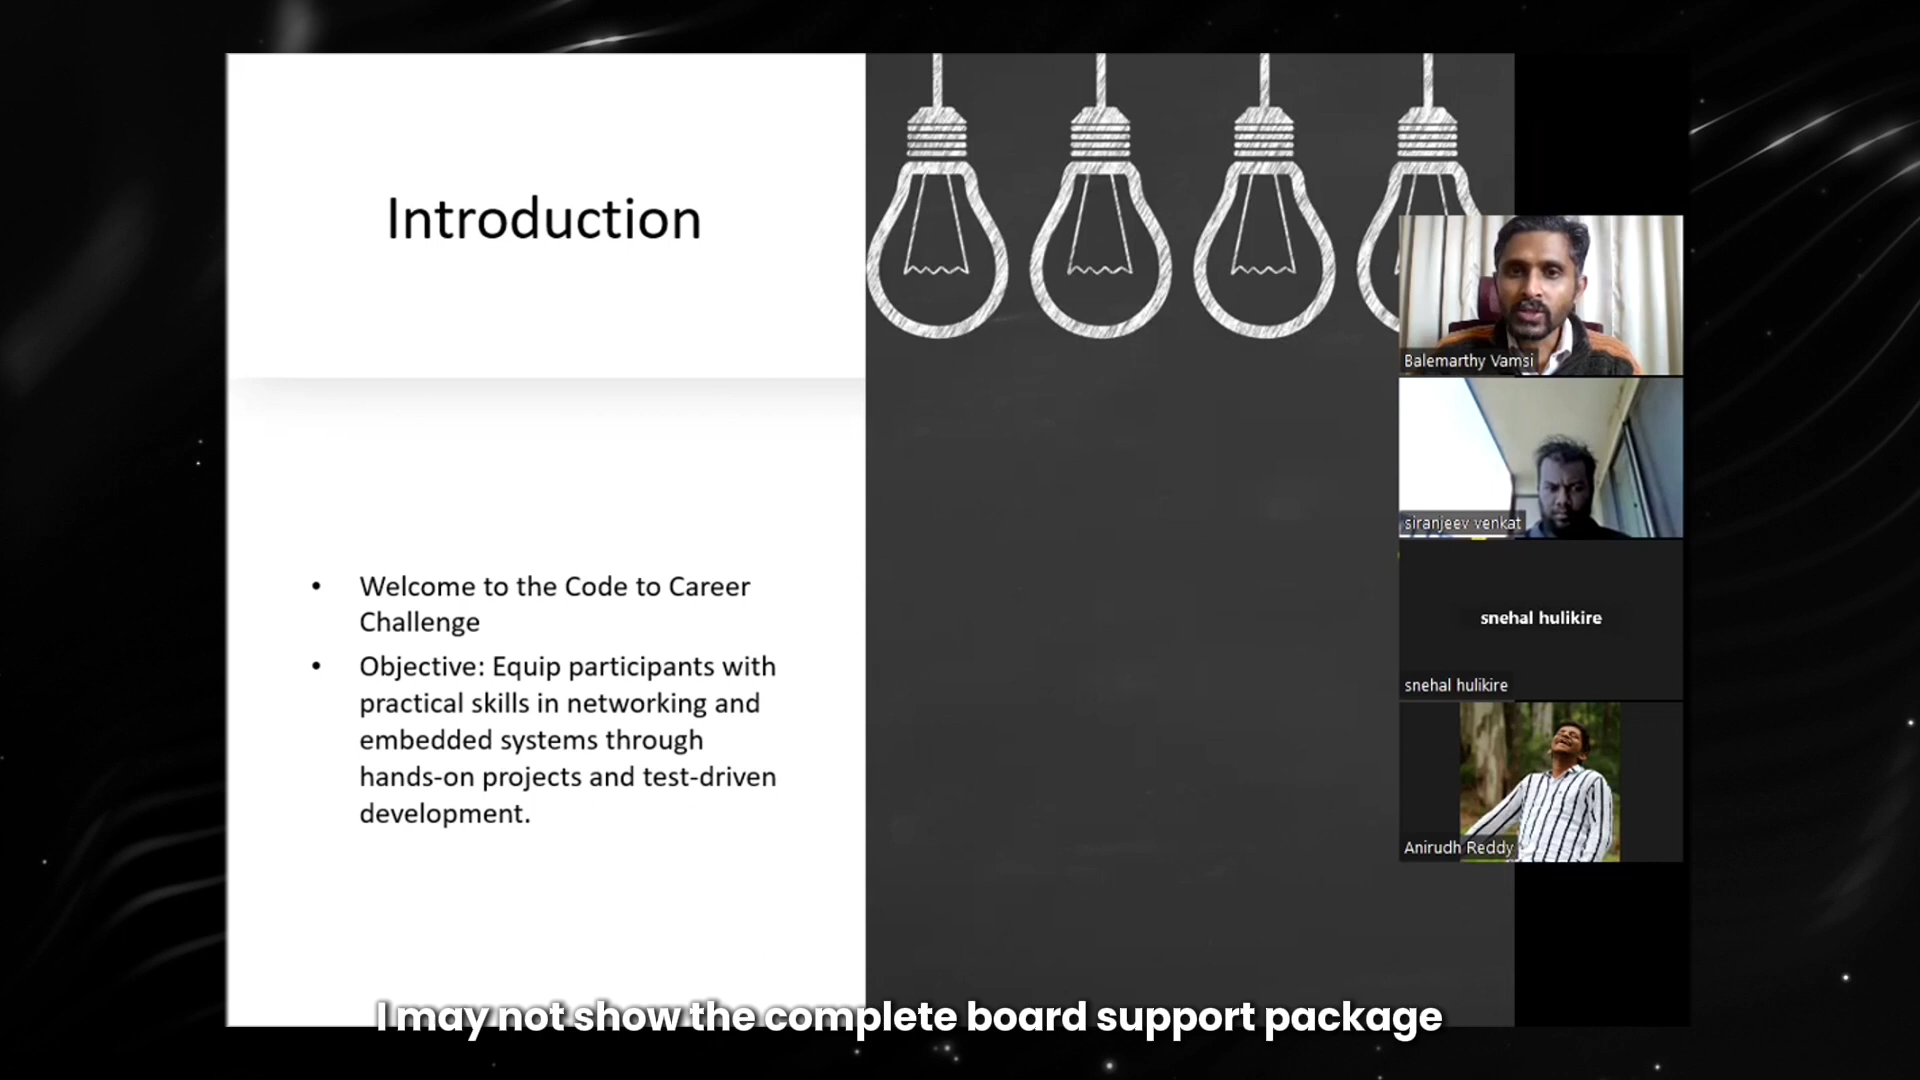 Introduction
• Welcome to the Code to Career
Challenge
• Objective: Equip participants with
practical skills in networking and
embedded systems through
hands-on projects and test-driven
development.
Balemarthy Vamsi
siranjeev venkat
snehal hulikire
snehal hulikire
Anirudh Reddy
I may not show the complete board support package